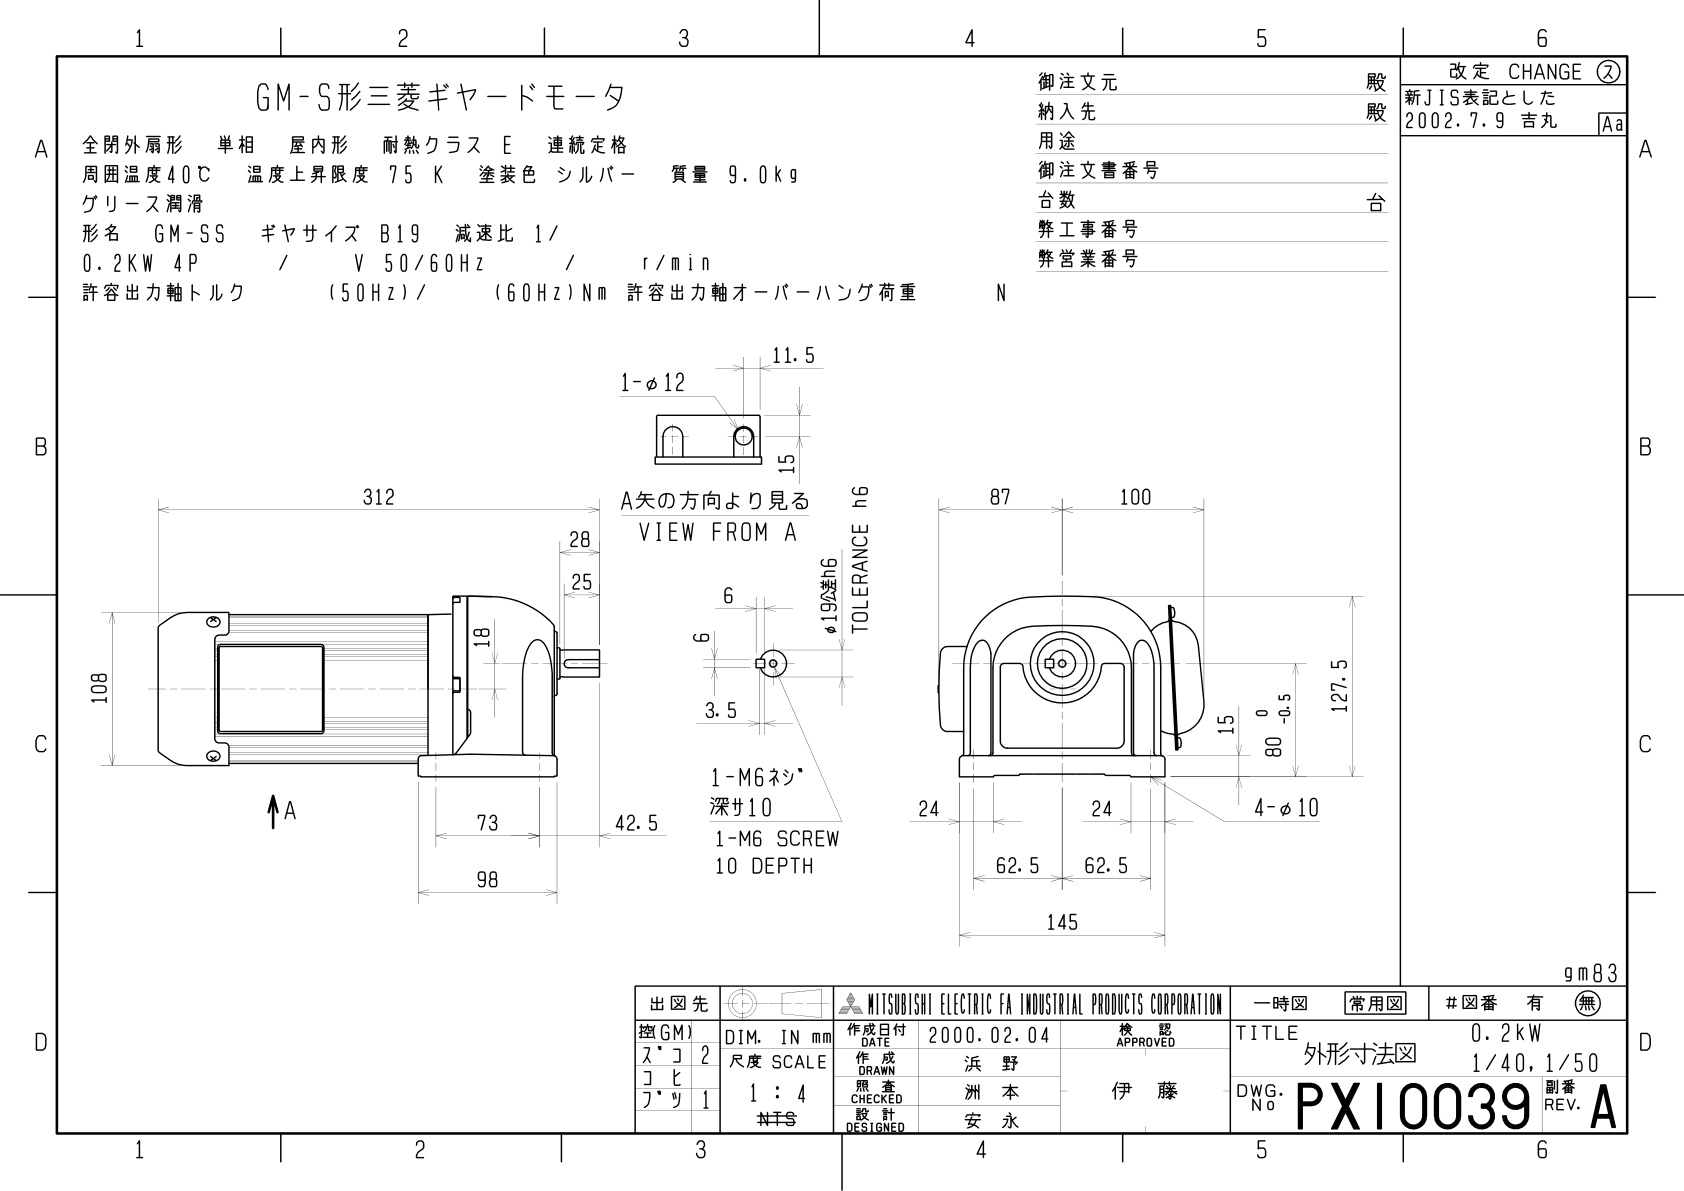 1 2 3 4 5 6
GM-S形三菱ギヤードモータ
全閉外扇形 単相 屋内形 耐熱クラス E 連続定格
周囲温度40℃ 温度上昇限度 75 K 塗装色 シルバー 質量 9.0kg
グリース潤滑
形名 GM-SS ギヤサイズ B19 減速比 1/
0.2KW 4P / V 50/60Hz / r/min
許容出力軸トルク (50Hz)/ (60Hz)Nm 許容出力軸オーバーハング荷重 N
御注文元 殿
納入先 殿
用途
御注文書番号
台数 台
弊工事番号
弊営業番号
改定 CHANGE ス
新JIS表記とした
2002.7.9 吉丸 Aa
A A
B B
C C
D D
11.5
1-φ12
15
A矢の方向より見る
VIEW FROM A
312
28
25
18
108
A
73
42.5
98
6
6
3.5
φ19公差h6
TOLERANCE h6
1-M6ネジ
深サ10
1-M6 SCREW
10 DEPTH
87 100
127.5
15
80 0 -0.5
24 24
4-φ10
62.5 62.5
145
gm83
出図先
控(GM)
スﾞコ 2
コヒ
フﾞツ 1
DIM. IN mm
尺度 SCALE
1 : 4
NTS
MITSUBISHI ELECTRIC FA INDUSTRIAL PRODUCTS CORPORATION
作成日付 DATE 2000.02.04
作成 DRAWN 浜野
照査 CHECKED 洲本
設計 DESIGNED 安永
検認 APPROVED
伊藤
一時図 常用図 #図番 有 無
TITLE 外形寸法図
0.2kW
1/40,1/50
DWG. No PX10039
副番 REV. A
1 2 3 4 5 6